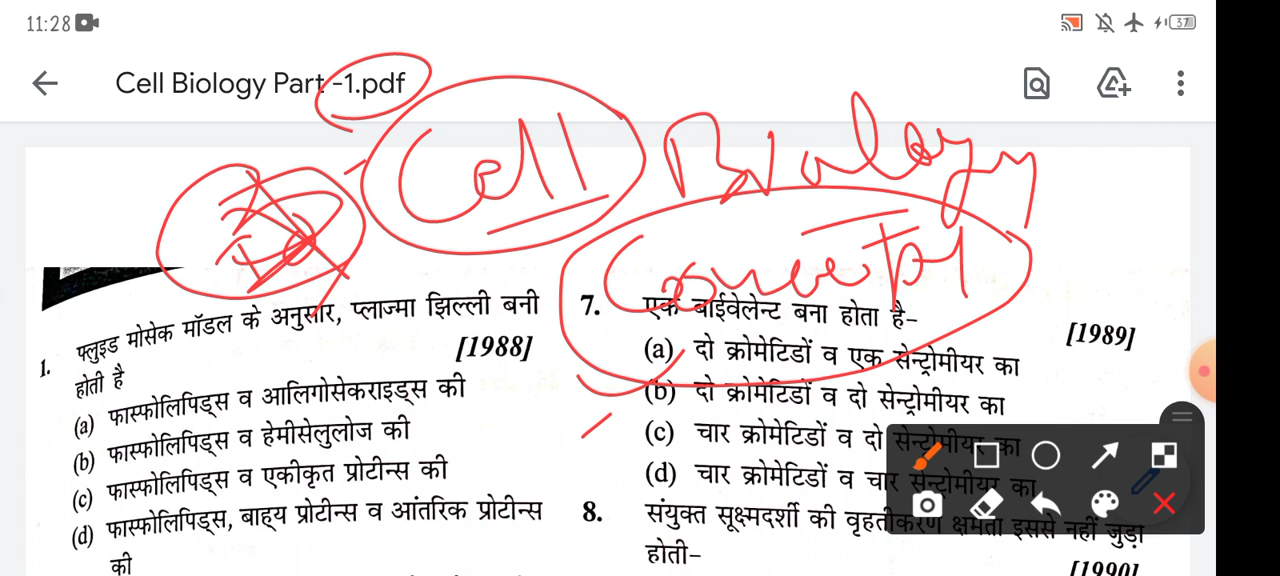 11:28
37
Cell Biology Part -1.pdf
Cell Biology
Concept
1. फ्लुइड मोसेक मॉडल के अनुसार, प्लाज्मा झिल्ली बनी
होती है
[1988]
(a) फास्फोलिपिड्स व आलिगोसेकराइड्स की
(b) फास्फोलिपिड्स व हेमीसेलुलोज की
(c) फास्फोलिपिड्स व एकीकृत प्रोटीन्स की
(d) फास्फोलिपिड्स, बाह्य प्रोटीन्स व आंतरिक प्रोटीन्स
की
7. एक बाईवेलेन्ट बना होता है–
[1989]
(a) दो क्रोमेटिडों व एक सेन्ट्रोमीयर का
(b) दो क्रोमेटिडों व दो सेन्ट्रोमीयर का
(c) चार क्रोमेटिडों व दो सेन्ट्रोमीयर का
(d) चार क्रोमेटिडों व चार सेन्ट्रोमीयर का
8. संयुक्त सूक्ष्मदर्शी की वृहतीकरण क्षमता इससे नहीं जुड़ा
होती–
[1990]